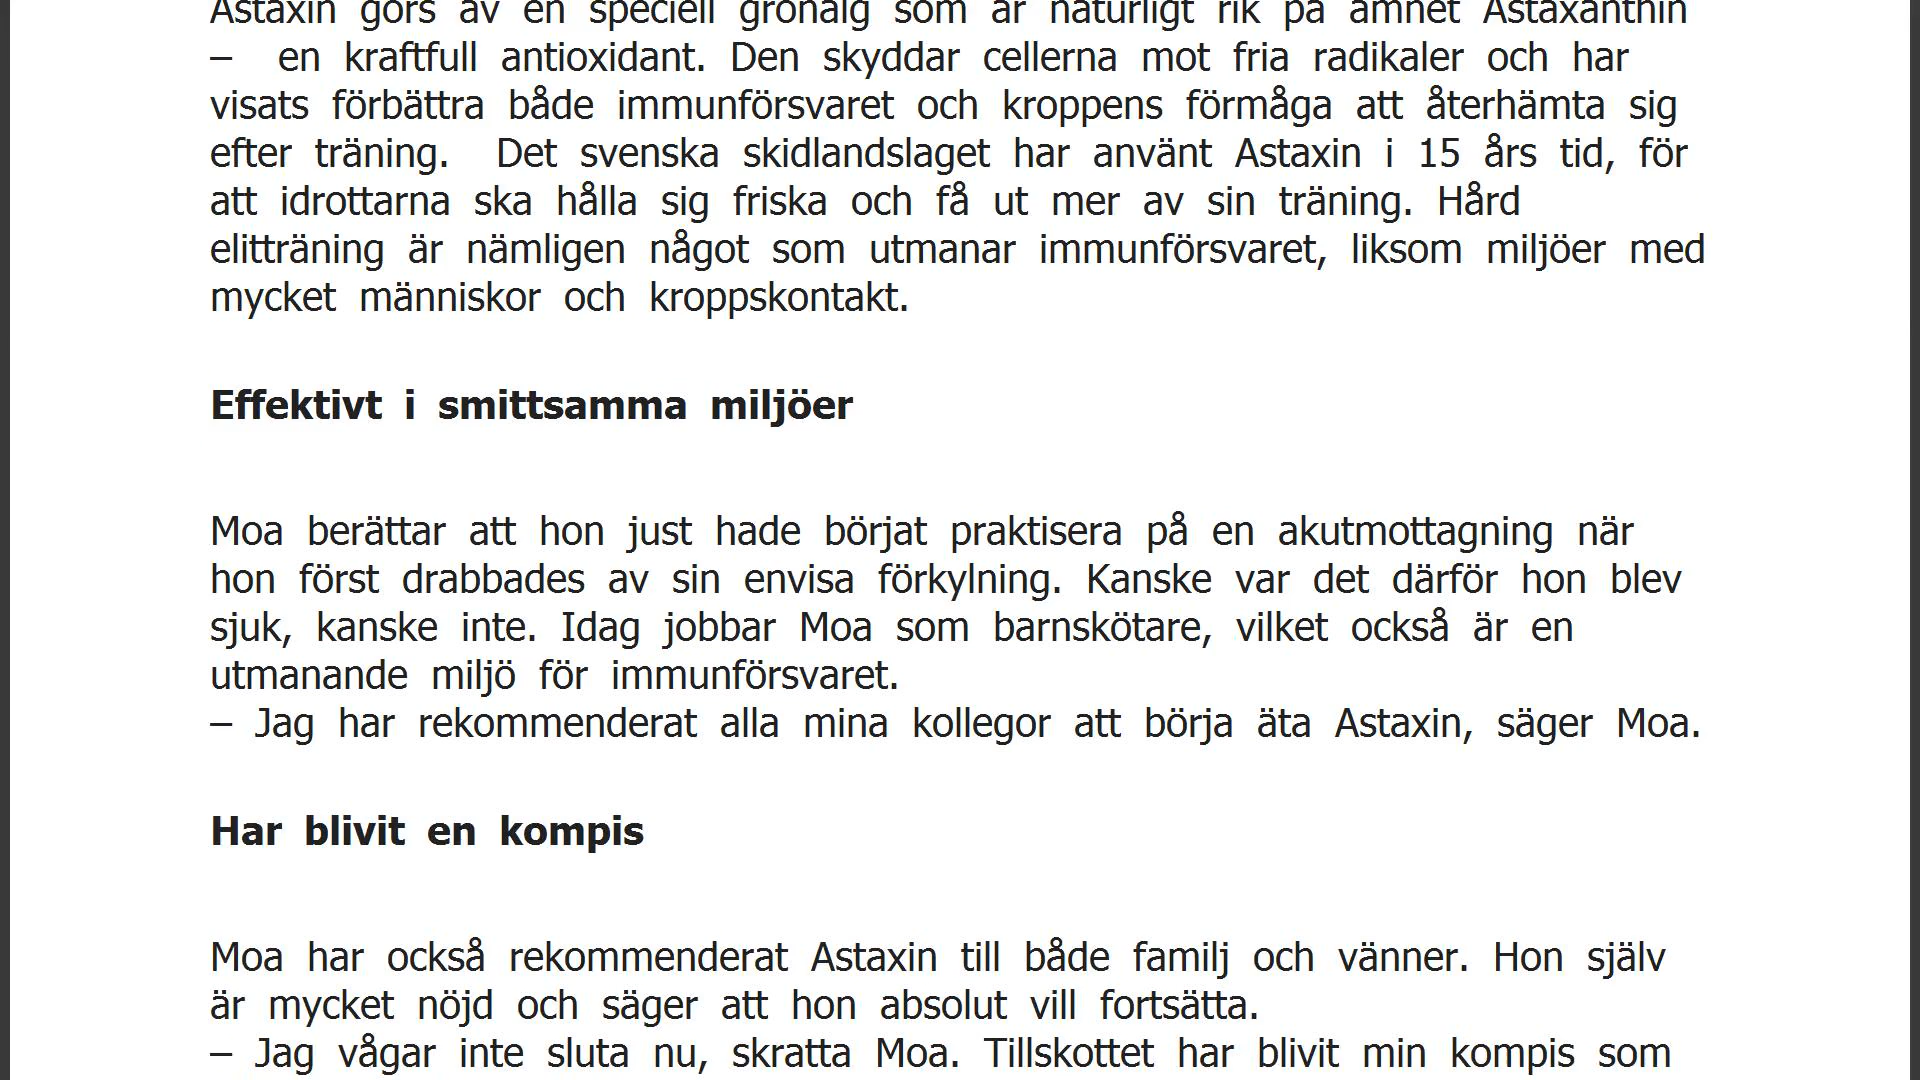 Astaxin görs av en speciell grönalg som är naturligt rik på ämnet Astaxanthin
– en kraftfull antioxidant. Den skyddar cellerna mot fria radikaler och har
visats förbättra både immunförsvaret och kroppens förmåga att återhämta sig
efter träning. Det svenska skidlandslaget har använt Astaxin i 15 års tid, för
att idrottarna ska hålla sig friska och få ut mer av sin träning. Hård
elitträning är nämligen något som utmanar immunförsvaret, liksom miljöer med
mycket människor och kroppskontakt.
Effektivt i smittsamma miljöer
Moa berättar att hon just hade börjat praktisera på en akutmottagning när
hon först drabbades av sin envisa förkylning. Kanske var det därför hon blev
sjuk, kanske inte. Idag jobbar Moa som barnskötare, vilket också är en
utmanande miljö för immunförsvaret.
– Jag har rekommenderat alla mina kollegor att börja äta Astaxin, säger Moa.
Har blivit en kompis
Moa har också rekommenderat Astaxin till både familj och vänner. Hon själv
är mycket nöjd och säger att hon absolut vill fortsätta.
– Jag vågar inte sluta nu, skratta Moa. Tillskottet har blivit min kompis som